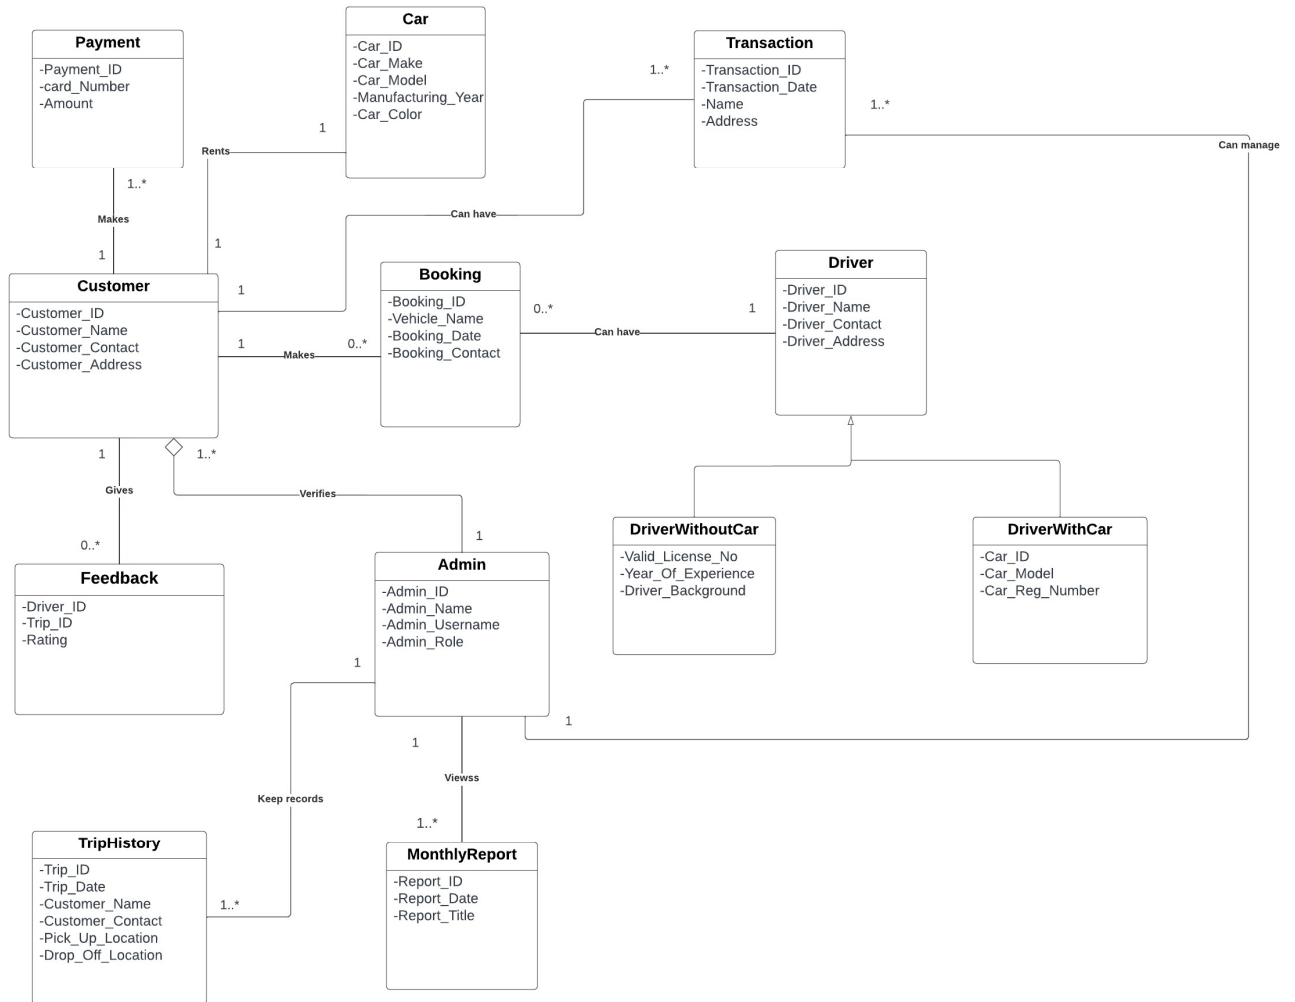 Payment
-Payment_ID
-card_Number
-Amount
Car
-Car_ID
-Car_Make
-Car_Model
-Manufacturing_Year
-Car_Color
Transaction
-Transaction_ID
-Transaction_Date
-Name
-Address
1..*
1..*
Can manage
1
Rents
1
1..*
Makes
1
Can have
1
Customer
-Customer_ID
-Customer_Name
-Customer_Contact
-Customer_Address
1
Makes
0..*
Booking
-Booking_ID
-Vehicle_Name
-Booking_Date
-Booking_Contact
0..*
Can have
1
Driver
-Driver_ID
-Driver_Name
-Driver_Contact
-Driver_Address
1
Gives
0..*
1..*
Verifies
1
DriverWithoutCar
-Valid_License_No
-Year_Of_Experience
-Driver_Background
DriverWithCar
-Car_ID
-Car_Model
-Car_Reg_Number
Feedback
-Driver_ID
-Trip_ID
-Rating
Admin
-Admin_ID
-Admin_Name
-Admin_Username
-Admin_Role
1
1
1
Viewss
1..*
Keep records
1..*
TripHistory
-Trip_ID
-Trip_Date
-Customer_Name
-Customer_Contact
-Pick_Up_Location
-Drop_Off_Location
MonthlyReport
-Report_ID
-Report_Date
-Report_Title